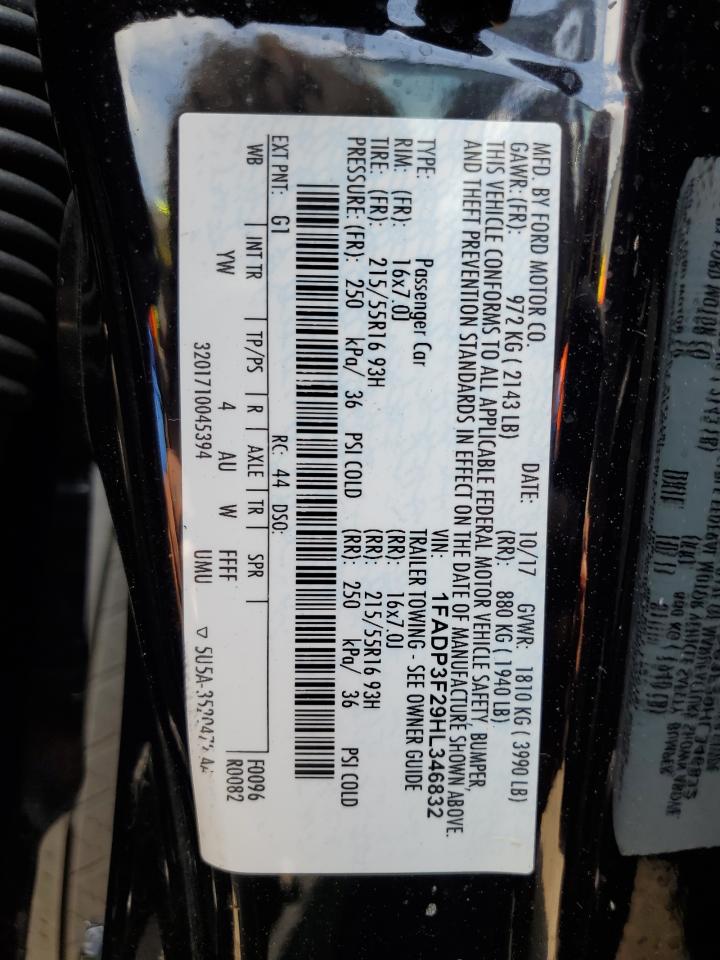 MFD. BY FORD MOTOR CO. DATE: 10/17 GVWR: 1810 KG ( 3990 LB)
GAWR: (FR): 972 KG ( 2143 LB) (RR): 880 KG ( 1940 LB)
THIS VEHICLE CONFORMS TO ALL APPLICABLE FEDERAL MOTOR VEHICLE SAFETY, BUMPER,
AND THEFT PREVENTION STANDARDS IN EFFECT ON THE DATE OF MANUFACTURE SHOWN ABOVE.
VIN: 1FADP3F29HL346832
TYPE: Passenger Car TRAILER TOWING - SEE OWNER GUIDE
RIM: (FR): 16x7.0J (RR): 16x7.0J
TIRE: (FR): 215/55R16 93H (RR): 215/55R16 93H
PRESSURE: (FR): 250 kPa/ 36 PSI COLD (RR): 250 kPa/ 36 PSI COLD
EXT PNT: G1 RC: 44 DSO: F0096
WB INT TR TP/PS R AXLE TR SPR R0082
YW 4 AU W FFFF
3201710045394 UMU